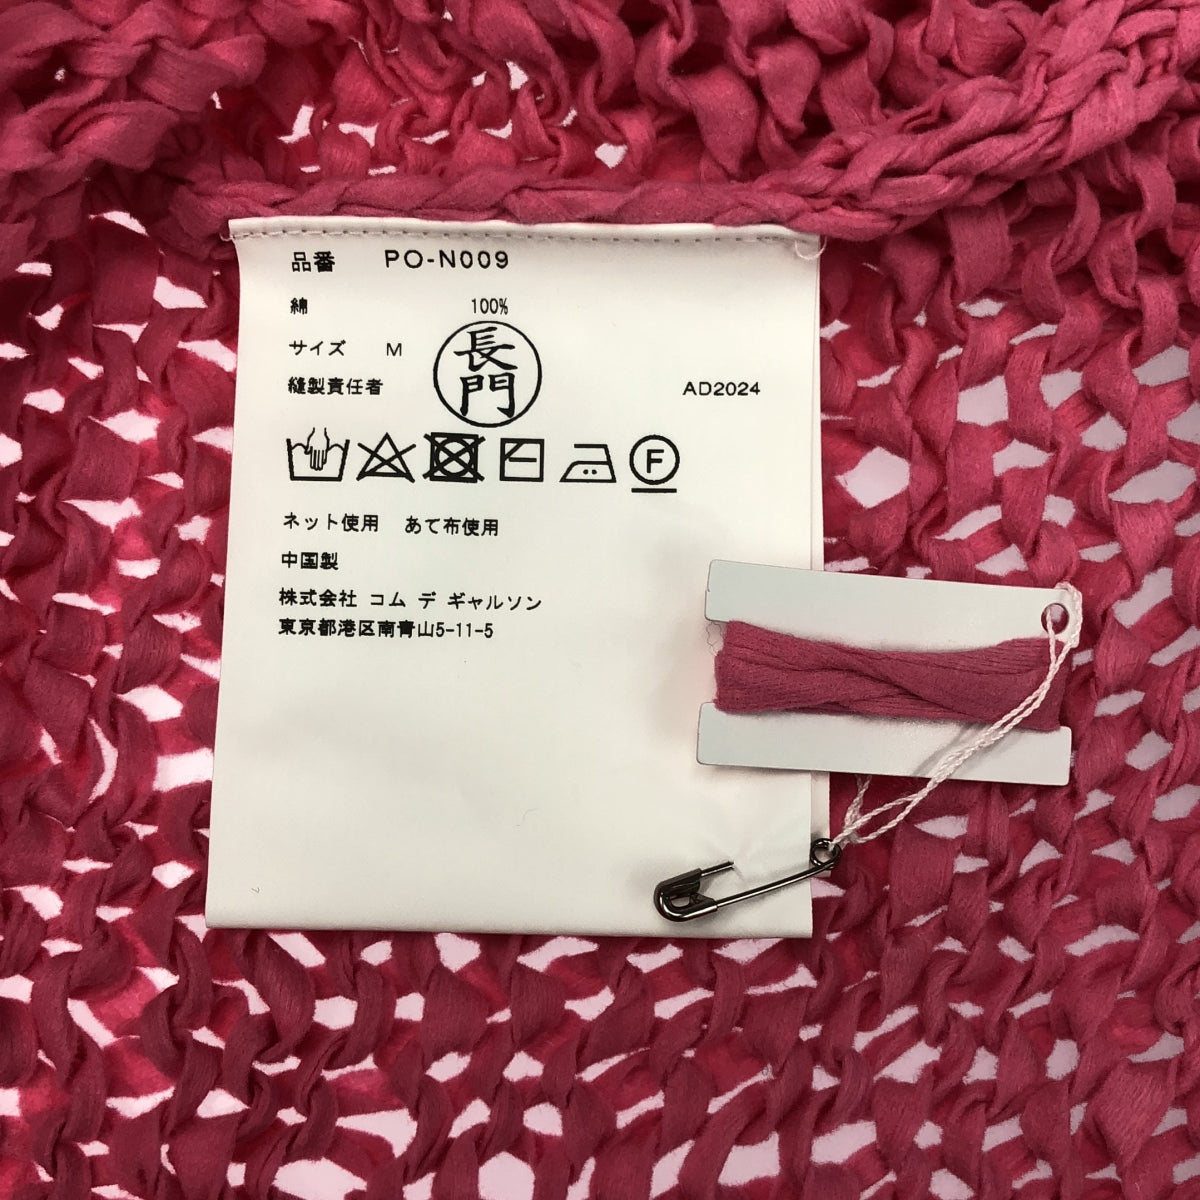 品番 PO-N009
綿 100%
サイズ M
縫製責任者 長門 AD2024
F
ネット使用 あて布使用
中国製
株式会社 コム デ ギャルソン
東京都港区南青山5-11-5